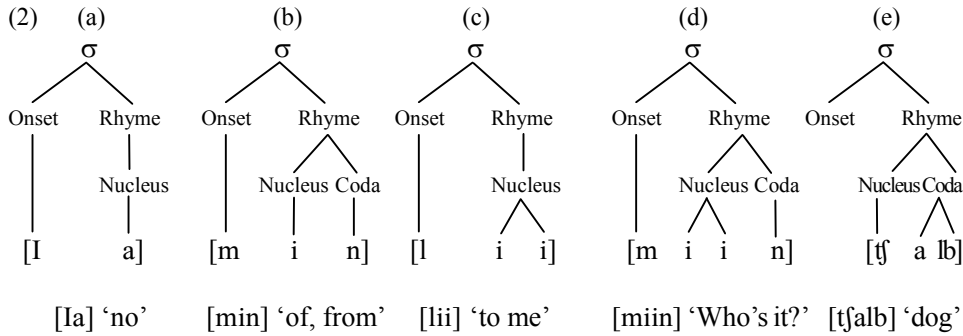 (2) (a) (b) (c) (d) (e)
σ σ σ σ σ
Onset Rhyme Onset Rhyme Onset Rhyme Onset Rhyme Onset Rhyme
Nucleus Nucleus Coda Nucleus Nucleus Coda Nucleus Coda
[I a] [m i n] [l i i] [m i i n] [tʃ a lb]
[Ia] ‘no’ [min] ‘of, from’ [lii] ‘to me’ [miin] ‘Who's it?’ [tʃalb] ‘dog’